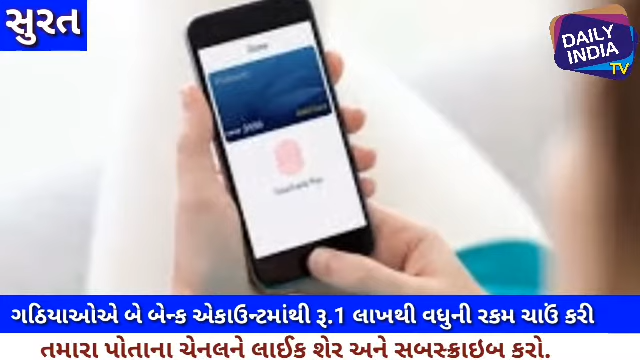 સુરત
DAILY
INDIA
TV
ગઠિયાઓએ બે બેન્ક એકાઉન્ટમાંથી રૂ.1 લાખથી વધુની રકમ ચાઉં કરી
તમારા પોતાના ચેનલને લાઈક શેર અને સબસ્ક્રાઇબ કરો.